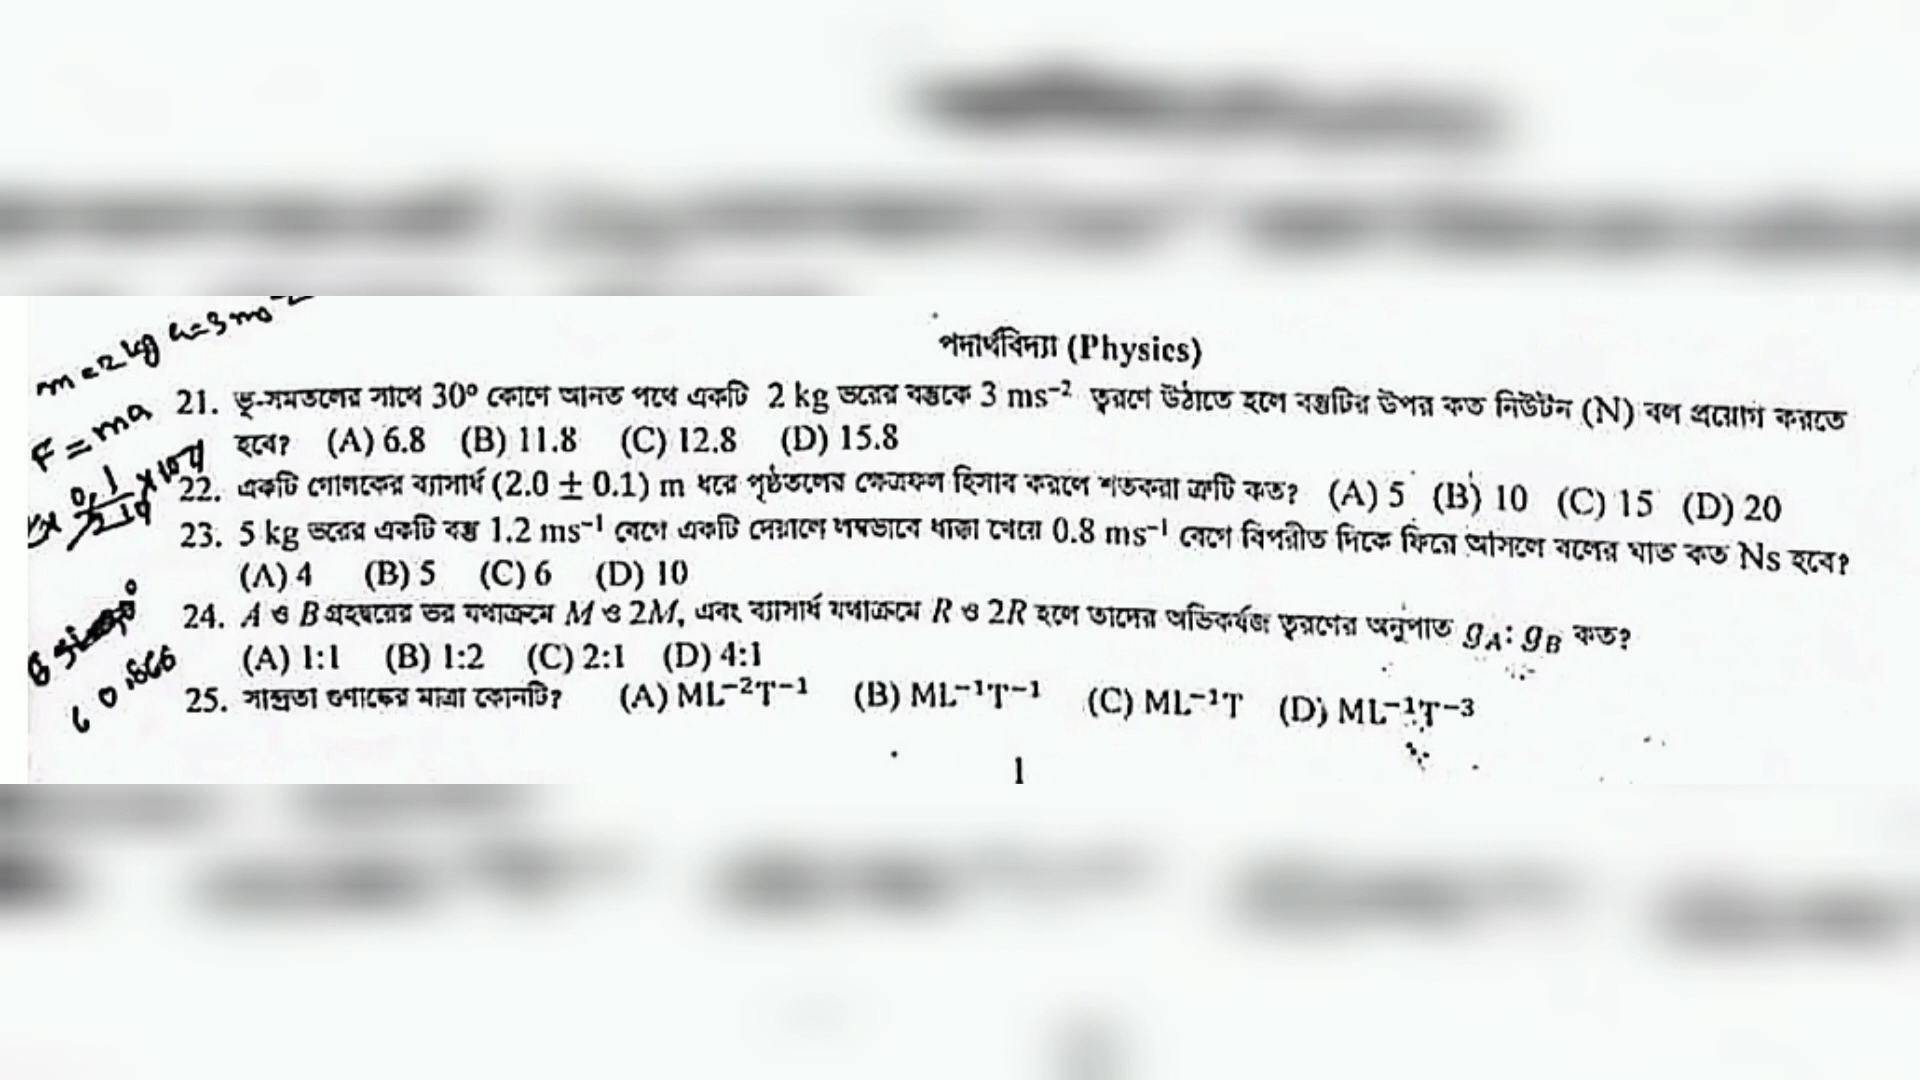 m = 2 kg a = 3 ms⁻²
F = ma
পদার্থবিদ্যা (Physics)
21. ভূ-সমতলের সাথে 30° কোণে আনত পথে একটি 2 kg ভরের বস্তুকে 3 ms⁻² ত্বরণে উঠাতে হলে বস্তুটির উপর কত নিউটন (N) বল প্রয়োগ করতে
হবে? (A) 6.8 (B) 11.8 (C) 12.8 (D) 15.8
22. একটি গোলকের ব্যাসার্ধ (2.0 ± 0.1) m ধরে পৃষ্ঠতলের ক্ষেত্রফল হিসাব করলে শতকরা ত্রুটি কত? (A) 5 (B) 10 (C) 15 (D) 20
23. 5 kg ভরের একটি বস্তু 1.2 ms⁻¹ বেগে একটি দেয়ালে লম্বভাবে ধাক্কা খেয়ে 0.8 ms⁻¹ বেগে বিপরীত দিকে ফিরে আসলে বলের ঘাত কত Ns হবে?
(A) 4 (B) 5 (C) 6 (D) 10
24. A ও B গ্রহদ্বয়ের ভর যথাক্রমে M ও 2M, এবং ব্যাসার্ধ যথাক্রমে R ও 2R হলে তাদের অভিকর্ষজ ত্বরণের অনুপাত g_A: g_B কত?
(A) 1:1 (B) 1:2 (C) 2:1 (D) 4:1
25. সান্দ্রতা গুণাঙ্কের মাত্রা কোনটি? (A) ML⁻²T⁻¹ (B) ML⁻¹T⁻¹ (C) ML⁻¹T (D) ML⁻¹T⁻³
1